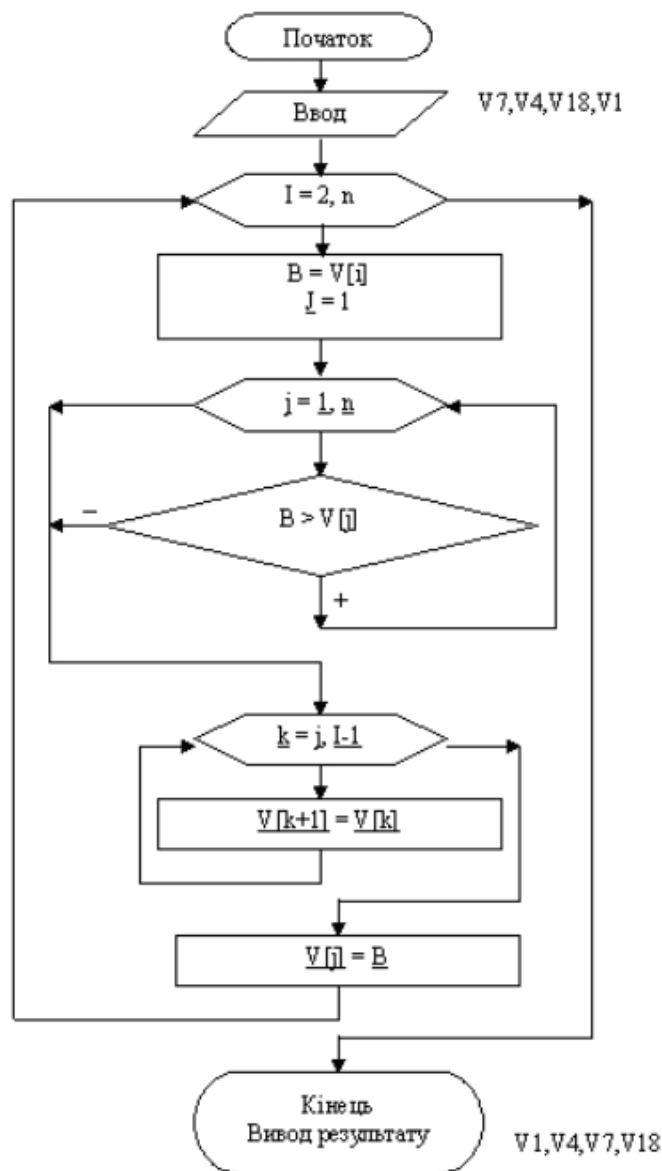 Початок
Ввод
V7,V4,V18,V1
I = 2, n
B = V[i]
J = 1
j = 1, n
B > V[j]
–
+
k = j, I-1
V[k+1] = V[k]
V[j] = B
Кінець
Вивод результату
V1,V4,V7,V18